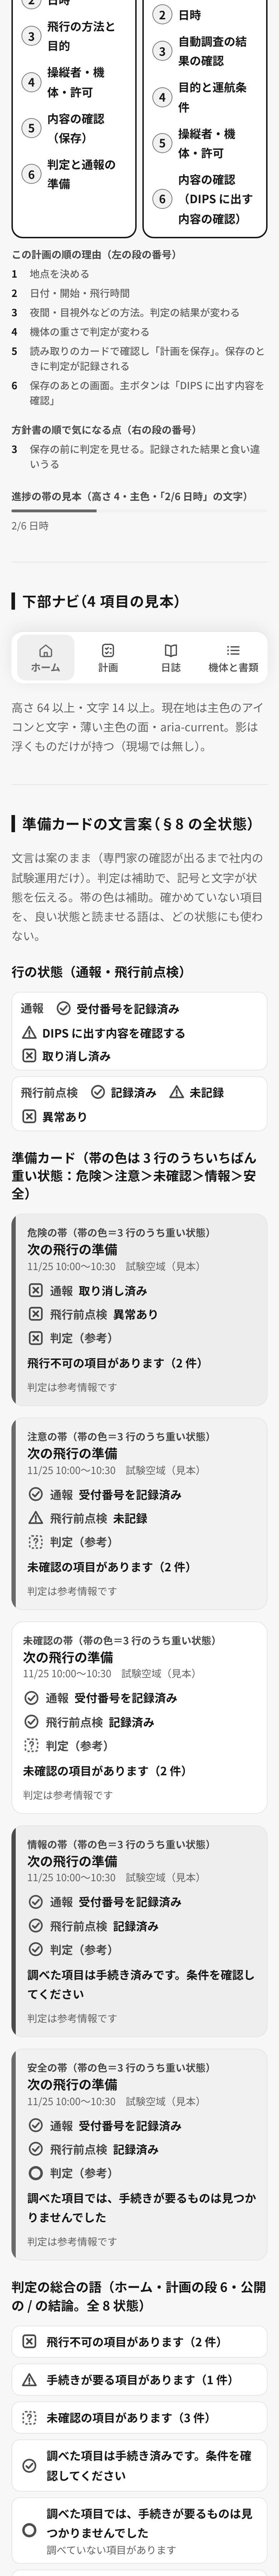 2 日時
3 飛行の方法と
目的
4 操縦者・機
体・許可
5 内容の確認
（保存）
6 判定と通報の
準備
2 日時
3 自動調査の結
果の確認
4 目的と運航条
件
5 操縦者・機
体・許可
6 内容の確認
（DIPS に出す
内容の確認）
この計画の順の理由（左の段の番号）
1 地点を決める
2 日付・開始・飛行時間
3 夜間・目視外などの方法。判定の結果が変わる
4 機体の重さで判定が変わる
5 読み取りのカードで確認し「計画を保存」。保存のと
きに判定が記録される
6 保存のあとの画面。主ボタンは「DIPS に出す内容を
確認」
方針書の順で気になる点（右の段の番号）
3 保存の前に判定を見せる。記録された結果と食い違
いうる
進捗の帯の見本（高さ 4・主色・「2/6 日時」の文字）
2/6 日時
下部ナビ（4 項目の見本）
ホーム 計画 日誌 機体と書類
高さ 64 以上・文字 14 以上。現在地は主色のアイ
コンと文字・薄い主色の面・aria-current。影は
浮くものだけが持つ（現場では無し）。
準備カードの文言案（§8 の全状態）
文言は案のまま（専門家の確認が出るまで社内の
試験運用だけ）。判定は補助で、記号と文字で状
態を伝える。帯の色は補助。確かめていない項目
を、良い状態と読ませる語は、どの状態にも使わ
ない。
行の状態（通報・飛行前点検）
通報 受付番号を記録済み
DIPS に出す内容を確認する
取り消し済み
飛行前点検 記録済み 未記録
異常あり
準備カード（帯の色は 3 行のうちいちばん
重い状態：危険＞注意＞未確認＞情報＞安
全）
危険の帯（帯の色＝3 行のうち重い状態）
次の飛行の準備
11/25 10:00〜10:30 試験空域（見本）
通報 取り消し済み
飛行前点検 異常あり
判定（参考）
飛行不可の項目があります（2 件）
判定は参考情報です
注意の帯（帯の色＝3 行のうち重い状態）
次の飛行の準備
11/25 10:00〜10:30 試験空域（見本）
通報 受付番号を記録済み
飛行前点検 未記録
判定（参考）
未確認の項目があります（2 件）
判定は参考情報です
未確認の帯（帯の色＝3 行のうち重い状態）
次の飛行の準備
11/25 10:00〜10:30 試験空域（見本）
通報 受付番号を記録済み
飛行前点検 記録済み
判定（参考）
未確認の項目があります（2 件）
判定は参考情報です
情報の帯（帯の色＝3 行のうち重い状態）
次の飛行の準備
11/25 10:00〜10:30 試験空域（見本）
通報 受付番号を記録済み
飛行前点検 記録済み
判定（参考）
調べた項目は手続き済みです。条件を確認し
てください
判定は参考情報です
安全の帯（帯の色＝3 行のうち重い状態）
次の飛行の準備
11/25 10:00〜10:30 試験空域（見本）
通報 受付番号を記録済み
飛行前点検 記録済み
判定（参考）
調べた項目では、手続きが要るものは見つか
りませんでした
判定は参考情報です
判定の総合の語（ホーム・計画の段 6・公開
の / の結論。全 8 状態）
飛行不可の項目があります（2 件）
手続きが要る項目があります（1 件）
未確認の項目があります（3 件）
調べた項目は手続き済みです。条件を確
認してください
調べた項目では、手続きが要るものは見
つかりませんでした
調べていない項目があります